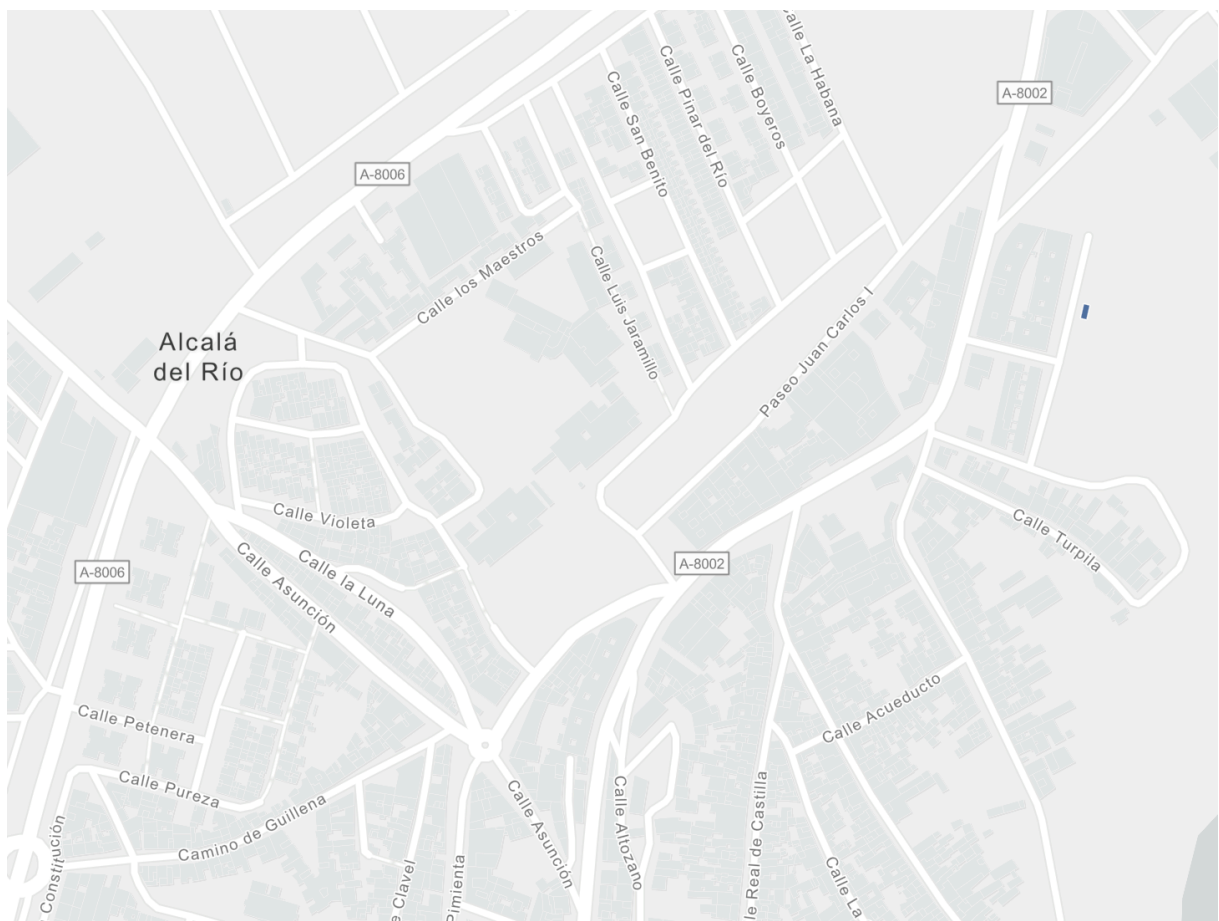 Calle La Habana
Calle Boyeros
Calle Pinar del Río
Calle San Benito
A-8002
A-8006
Calle los Maestros
Calle Luis Jaramillo
Paseo Juan Carlos I
Alcalá
del Río
Calle Violeta
Calle la Luna
Calle Asunción
A-8006
A-8002
Calle Turpila
Calle Acueducto
Calle Petenera
Calle Pureza
Camino de Guillena
Constitución
e Clavel
Pimienta
Calle Asunción
Calle Altozano
le Real de Castilla
Calle La